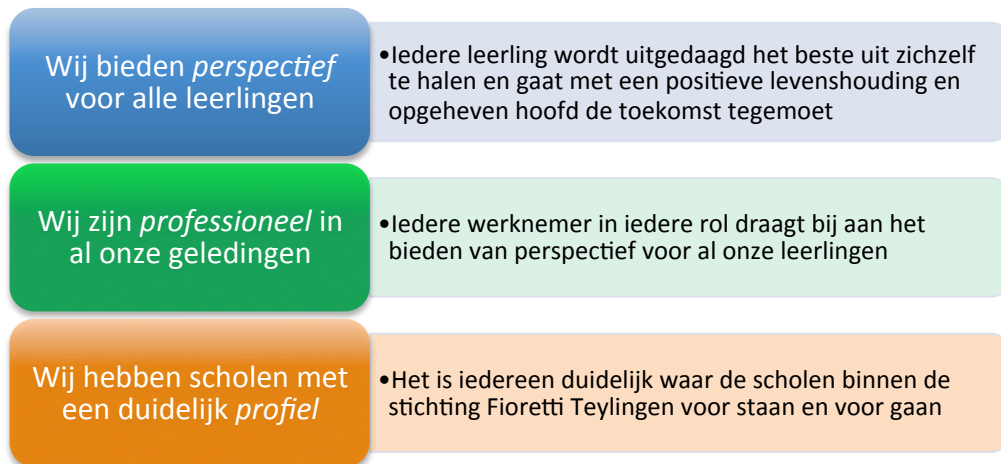 Wij bieden perspectief
voor alle leerlingen
•Iedere leerling wordt uitgedaagd het beste uit zichzelf
te halen en gaat met een positieve levenshouding en
opgeheven hoofd de toekomst tegemoet
Wij zijn professioneel in
al onze geledingen
•Iedere werknemer in iedere rol draagt bij aan het
bieden van perspectief voor al onze leerlingen
Wij hebben scholen met
een duidelijk profiel
•Het is iedereen duidelijk waar de scholen binnen de
stichting Fioretti Teylingen voor staan en voor gaan